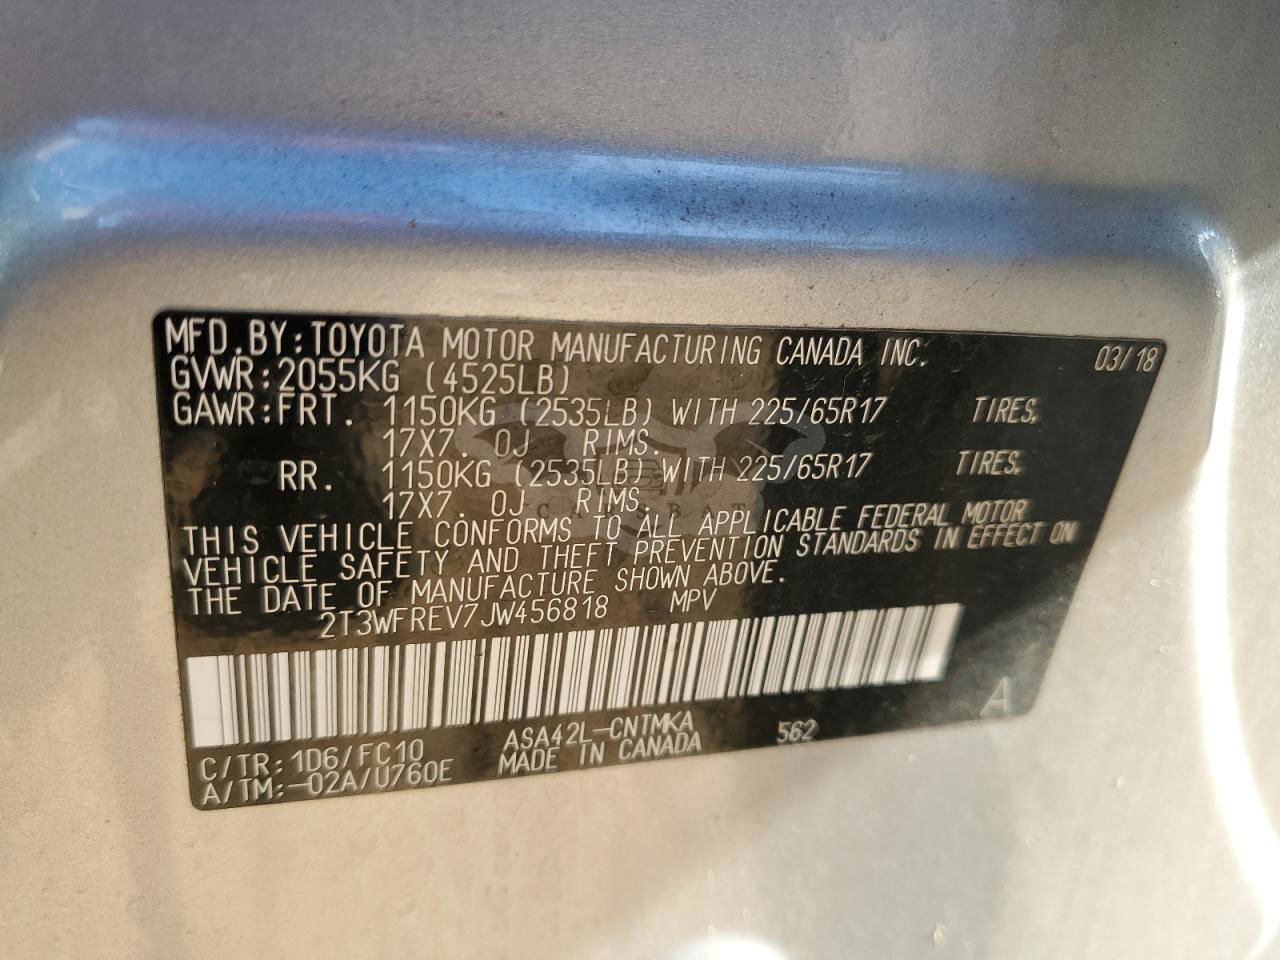 MFD.BY:TOYOTA MOTOR MANUFACTURING CANADA INC. 03/18
GVWR:2055KG (4525LB)
GAWR:FRT. 1150KG (2535LB) WITH 225/65R17 TIRES,
17X7.0J RIMS.
RR. 1150KG (2535LB) WITH 225/65R17 TIRES,
17X7.0J RIMS.
CARSBAT
THIS VEHICLE CONFORMS TO ALL APPLICABLE FEDERAL MOTOR
VEHICLE SAFETY AND THEFT PREVENTION STANDARDS IN EFFECT ON
THE DATE OF MANUFACTURE SHOWN ABOVE.
2T3WFREV7JW456818 MPV
A
C/TR:1D6/FC10 ASA42L-CNTMKA 562
A/TM:-02A/U760E MADE IN CANADA